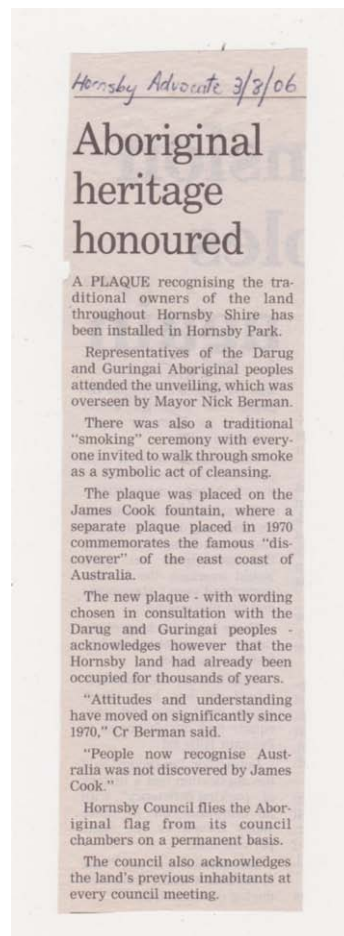 Hornsby Advocate 3/8/06
Aboriginal
heritage
honoured
A PLAQUE recognising the tra-
ditional owners of the land
throughout Hornsby Shire has
been installed in Hornsby Park.
Representatives of the Darug
and Guringai Aboriginal peoples
attended the unveiling, which was
overseen by Mayor Nick Berman.
There was also a traditional
"smoking" ceremony with every-
one invited to walk through smoke
as a symbolic act of cleansing.
The plaque was placed on the
James Cook fountain, where a
separate plaque placed in 1970
commemorates the famous "dis-
coverer" of the east coast of
Australia.
The new plaque - with wording
chosen in consultation with the
Darug and Guringai peoples -
acknowledges however that the
Hornsby land had already been
occupied for thousands of years.
"Attitudes and understanding
have moved on significantly since
1970," Cr Berman said.
"People now recognise Aust-
ralia was not discovered by James
Cook."
Hornsby Council flies the Abor-
iginal flag from its council
chambers on a permanent basis.
The council also acknowledges
the land's previous inhabitants at
every council meeting.